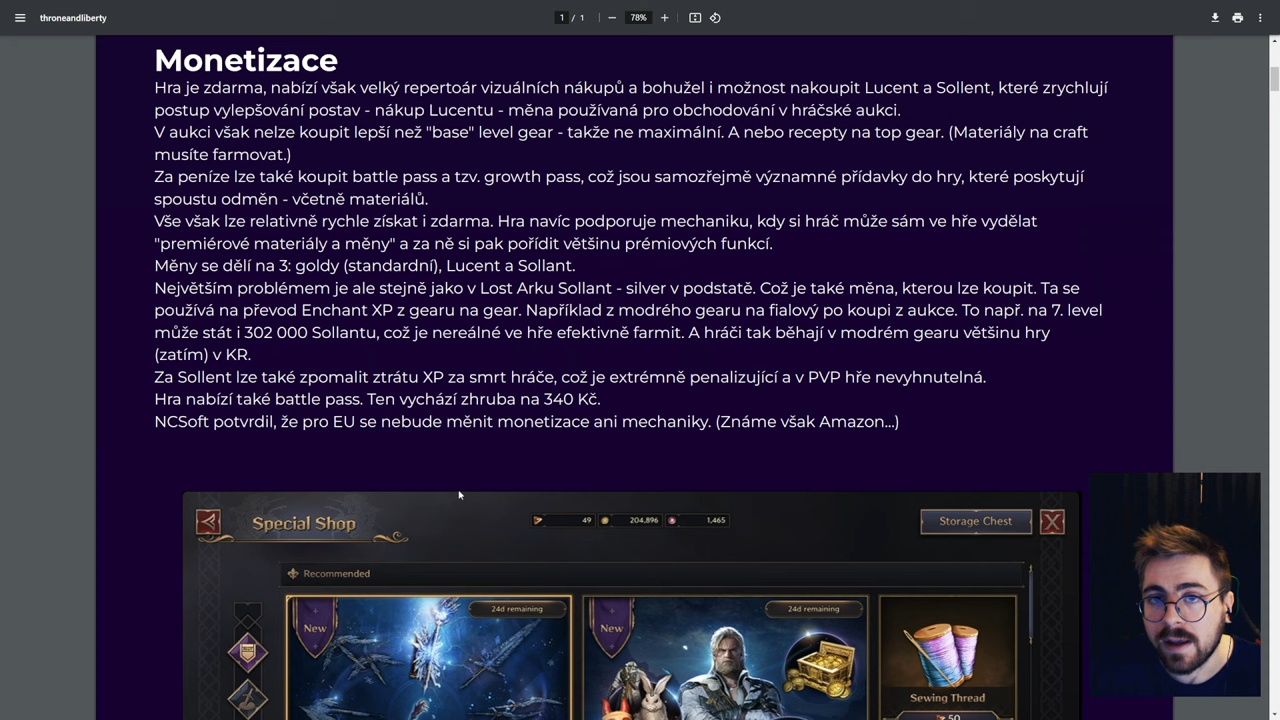 throneandliberty
1 / 1
78%
Monetizace
Hra je zdarma, nabízí však velký repertoár vizuálních nákupů a bohužel i možnost nakoupit Lucent a Sollent, které zrychlují
postup vylepšování postav - nákup Lucentu - měna používaná pro obchodování v hráčské aukci.
V aukci však nelze koupit lepší než "base" level gear - takže ne maximální. A nebo recepty na top gear. (Materiály na craft
musíte farmovat.)
Za peníze lze také koupit battle pass a tzv. growth pass, což jsou samozřejmě významné přídavky do hry, které poskytují
spoustu odměn - včetně materiálů.
Vše však lze relativně rychle získat i zdarma. Hra navíc podporuje mechaniku, kdy si hráč může sám ve hře vydělat
"premiérové materiály a měny" a za ně si pak pořídit většinu prémiových funkcí.
Měny se dělí na 3: goldy (standardní), Lucent a Sollant.
Největším problémem je ale stejně jako v Lost Arku Sollant - silver v podstatě. Což je také měna, kterou lze koupit. Ta se
používá na převod Enchant XP z gearu na gear. Například z modrého gearu na fialový po koupi z aukce. To např. na 7. level
může stát i 302 000 Sollantu, což je nereálné ve hře efektivně farmit. A hráči tak běhají v modrém gearu většinu hry
(zatím) v KR.
Za Sollent lze také zpomalit ztrátu XP za smrt hráče, což je extrémně penalizující a v PVP hře nevyhnutelná.
Hra nabízí také battle pass. Ten vychází zhruba na 340 Kč.
NCSoft potvrdil, že pro EU se nebude měnit monetizace ani mechaniky. (Známe však Amazon...)
Special Shop
49
204,896
1,465
Storage Chest
Recommended
New
24d remaining
New
24d remaining
Sewing Thread
50